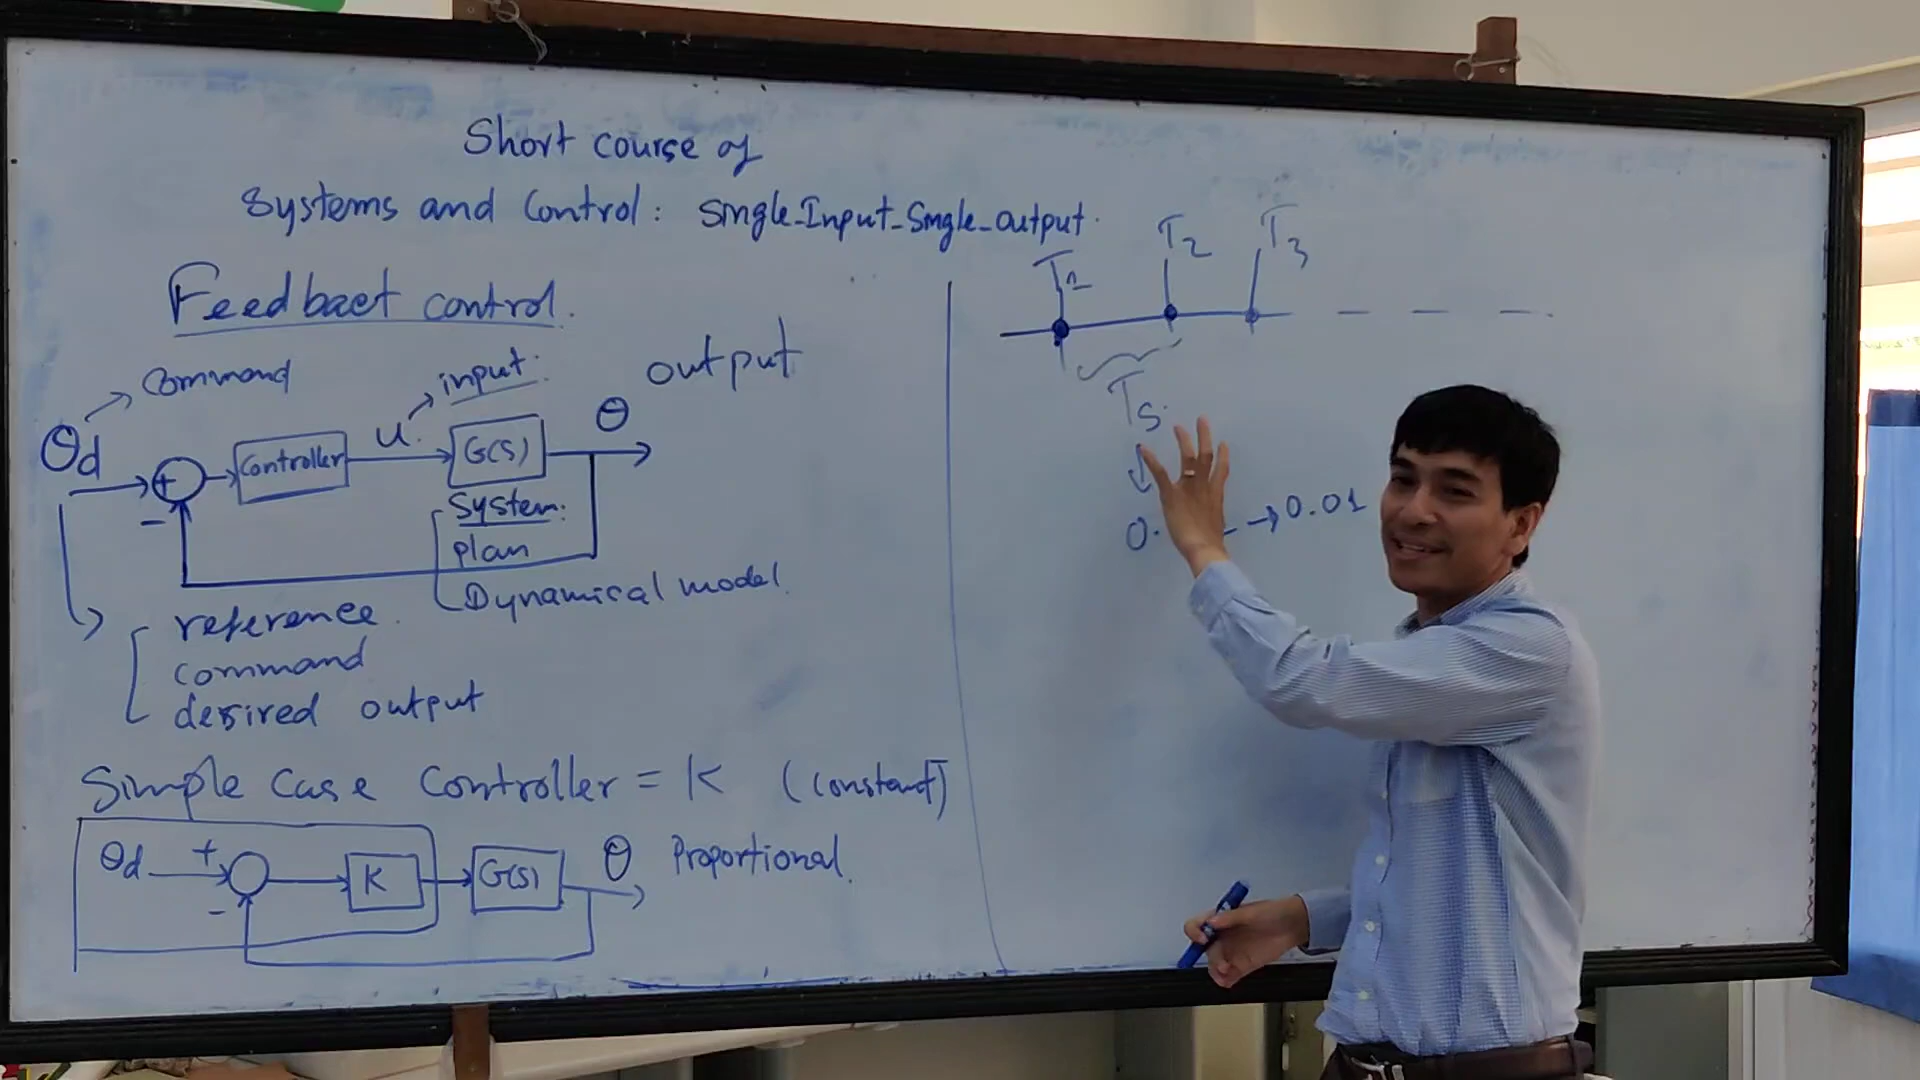 Short course of
Systems and Control: Single-Input-Single-output.
Feedbact control.
command
input:
output
θd
+
-
Controller
u.
G(s)
θ
System:
plan
Dynamical model.
reference.
command
desired output
Simple Case Controller = K (constant)
θd
+
-
K
G(s)
θ
Proportional.
T1
T2
T3
Ts.
0.
→ 0.01